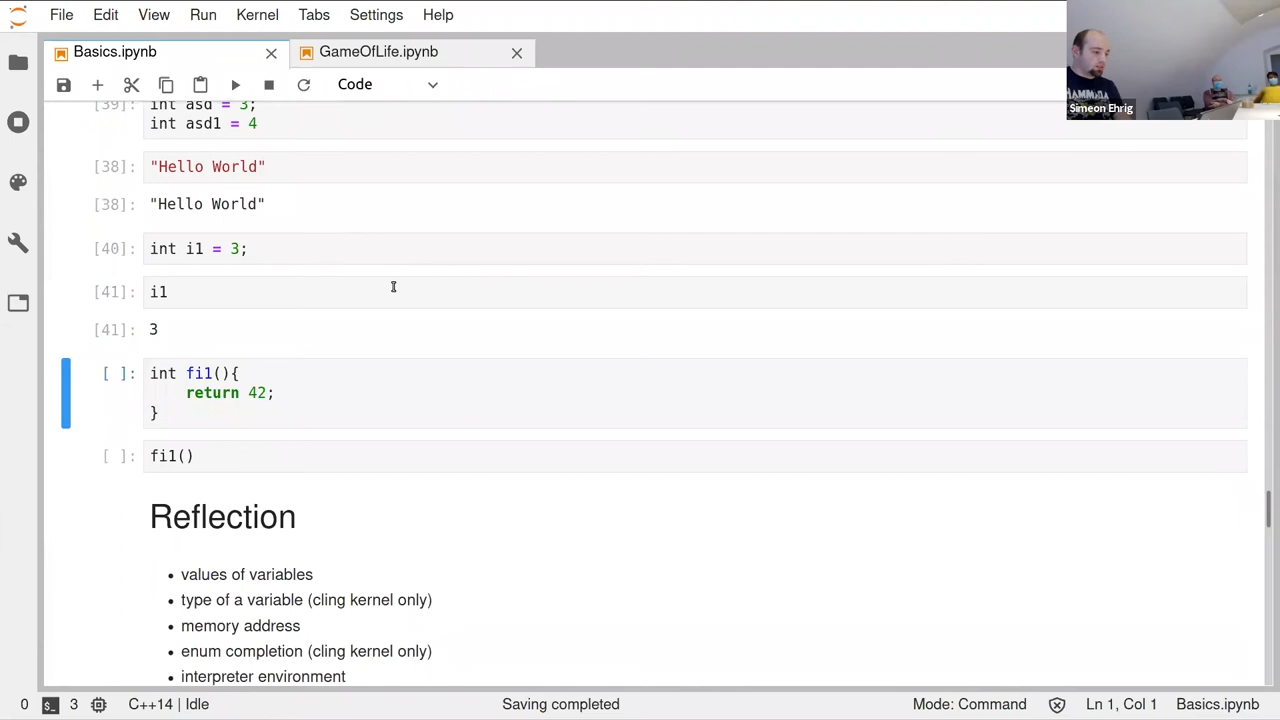 File Edit View Run Kernel Tabs Settings Help
Basics.ipynb
GameOfLife.ipynb
Code
[39]: int asd = 3;
int asd1 = 4
[38]: "Hello World"
[38]: "Hello World"
[40]: int i1 = 3;
[41]: i1
[41]: 3
[ ]: int fi1(){
return 42;
}
[ ]: fi1()
Reflection
• values of variables
• type of a variable (cling kernel only)
• memory address
• enum completion (cling kernel only)
• interpreter environment
0 $_ 3 C++14 | Idle Saving completed Mode: Command Ln 1, Col 1 Basics.ipynb
HAMMADA
Simeon Ehrig